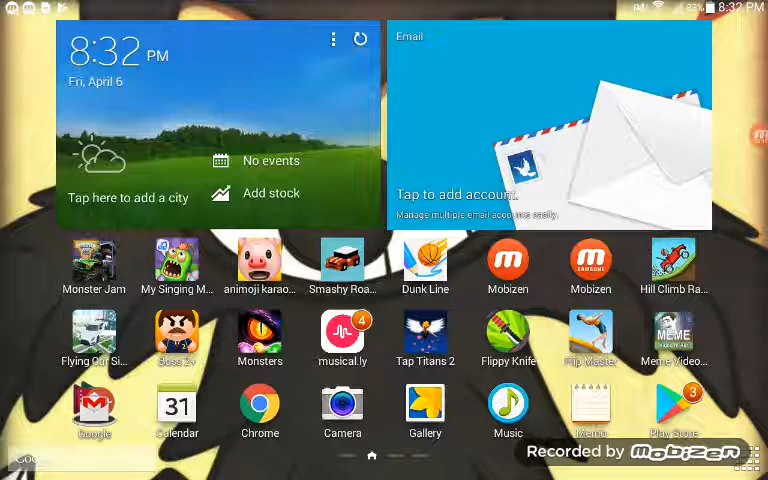 8:32 PM
8:32 PM
Fri, April 6
No events
Tap here to add a city
Add stock
Email
Tap to add account.
Manage multiple email accounts easily.
Monster Jam
My Singing M...
animoji karao...
Smashy Roa...
Dunk Line
Mobizen
Mobizen
Hill Climb Ra...
SAMSUNG
4
MEME
Flying Car Si...
Boss 2+
Monsters
musical.ly
Tap Titans 2
Flippy Knife
Flip Master
Meme Video...
31
3
Google
Calendar
Chrome
Camera
Gallery
Music
Memo
Play Store
Recorded by mobizen